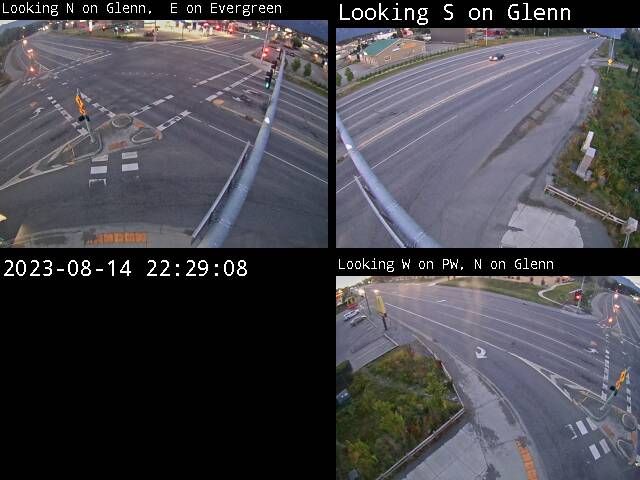 Looking N on Glenn,  E on Evergreen
Looking S on Glenn
2023-08-14 22:29:08
Looking W on PW, N on Glenn